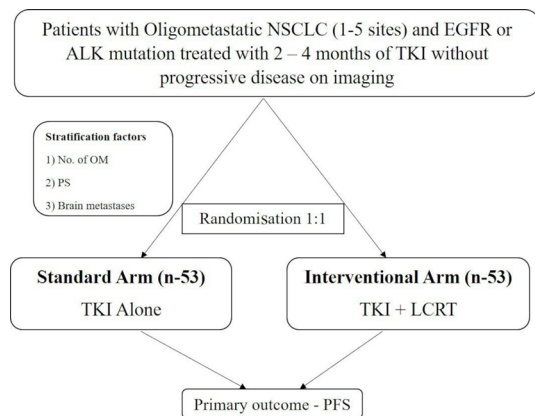 Patients with Oligometastatic NSCLC (1-5 sites) and EGFR or
ALK mutation treated with 2 – 4 months of TKI without
progressive disease on imaging
Stratification factors
1) No. of OM
2) PS
3) Brain metastases
Randomisation 1:1
Standard Arm (n-53)
TKI Alone
Interventional Arm (n-53)
TKI + LCRT
Primary outcome - PFS